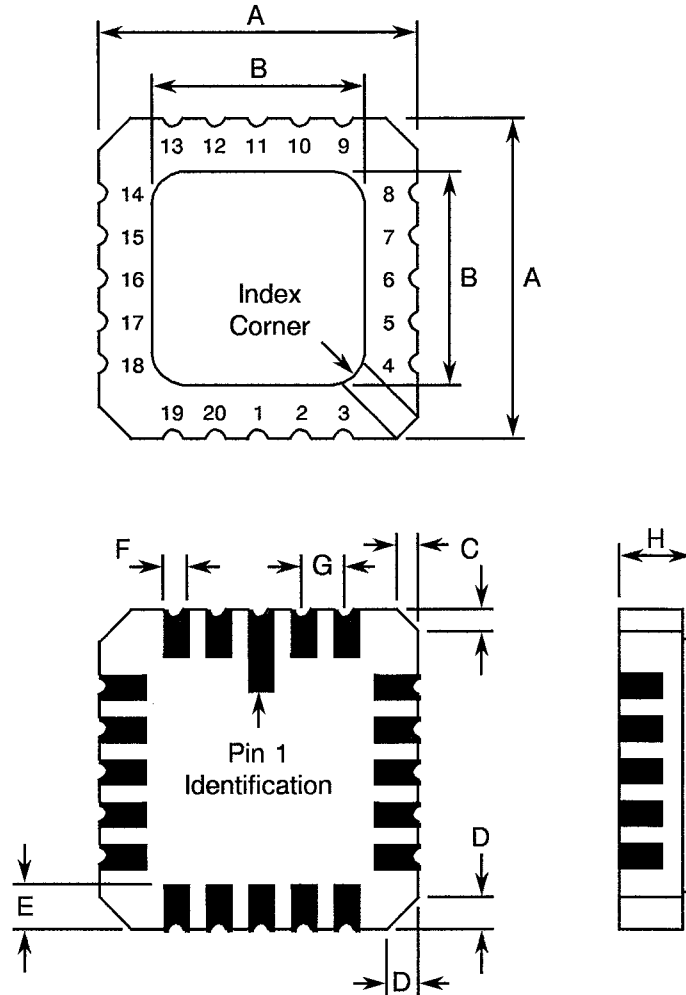 A
B
13 12 11 10 9
14 8
15 7
16 6
17 5
18 4
19 20 1 2 3
Index
Corner
B A
F G C H
Pin 1
Identification
E D
D